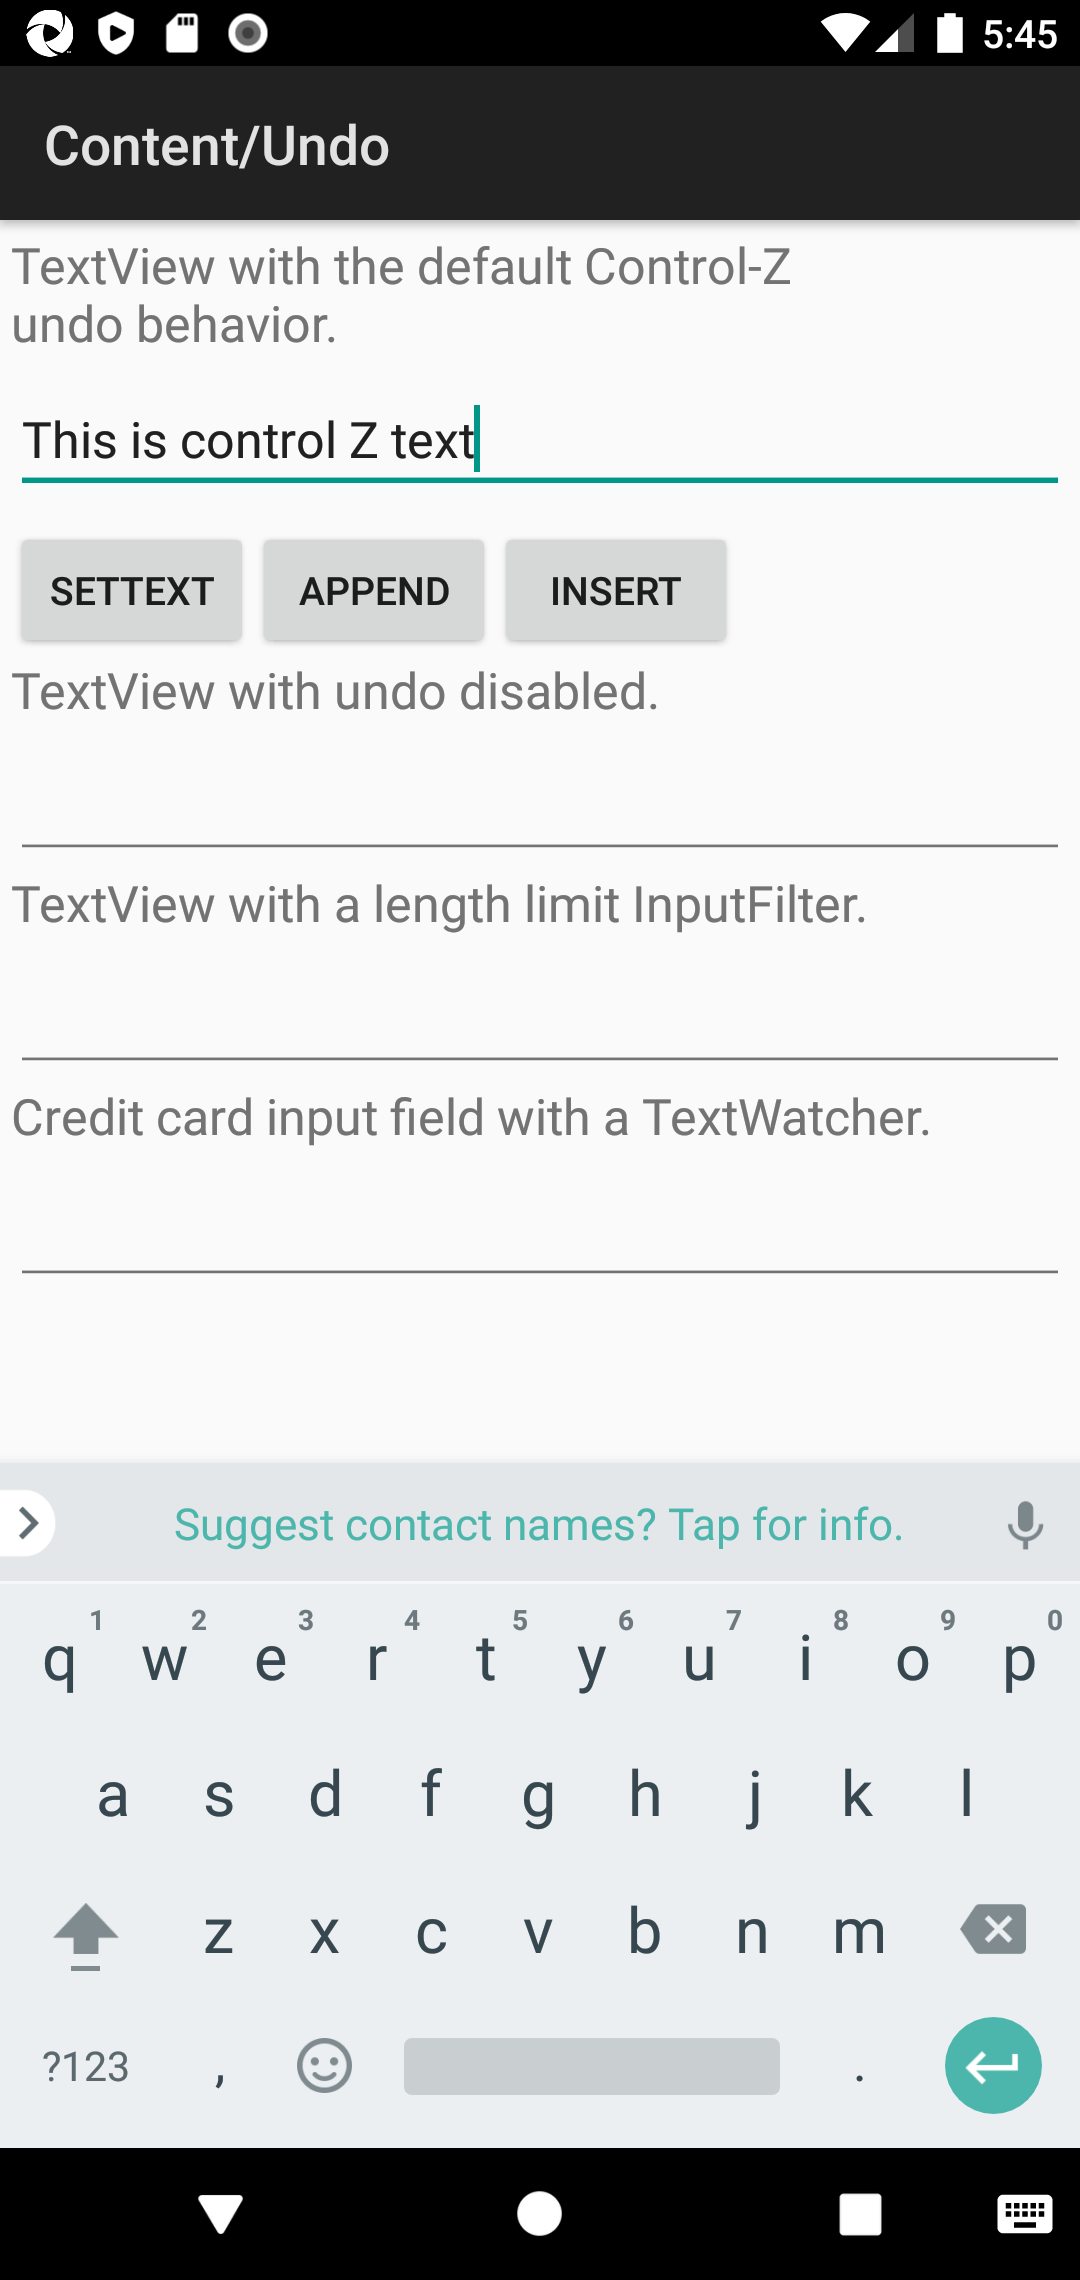 5:45
Content/Undo
TextView with the default Control-Z
undo behavior.
This is control Z text
SETTEXT APPEND INSERT
TextView with undo disabled.
TextView with a length limit InputFilter.
Credit card input field with a TextWatcher.
Suggest contact names? Tap for info.
1 2 3 4 5 6 7 8 9 0
q w e r t y u i o p
a s d f g h j k l
z x c v b n m
?123 , .